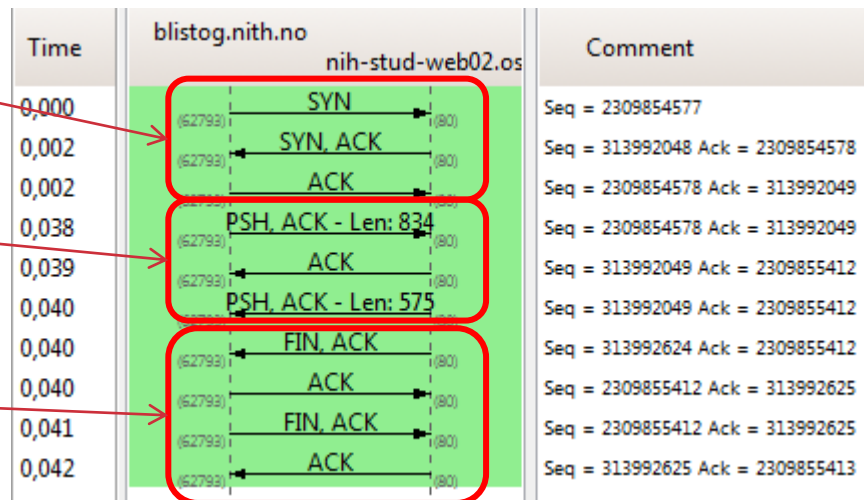 Time blistog.nith.no Comment
nih-stud-web02.os
0,000 SYN Seq = 2309854577
(62793) (80)
0,002 SYN, ACK Seq = 313992048 Ack = 2309854578
(62793) (80)
0,002 ACK Seq = 2309854578 Ack = 313992049
0,038 PSH, ACK - Len: 834 Seq = 2309854578 Ack = 313992049
(62793) (80)
0,039 ACK Seq = 313992049 Ack = 2309855412
(62793) (80)
0,040 PSH, ACK - Len: 575 Seq = 313992049 Ack = 2309855412
0,040 FIN, ACK Seq = 313992624 Ack = 2309855412
(62793) (80)
0,040 ACK Seq = 2309855412 Ack = 313992625
(62793) (80)
0,041 FIN, ACK Seq = 2309855412 Ack = 313992625
(62793) (80)
0,042 ACK Seq = 313992625 Ack = 2309855413
(62793) (80)